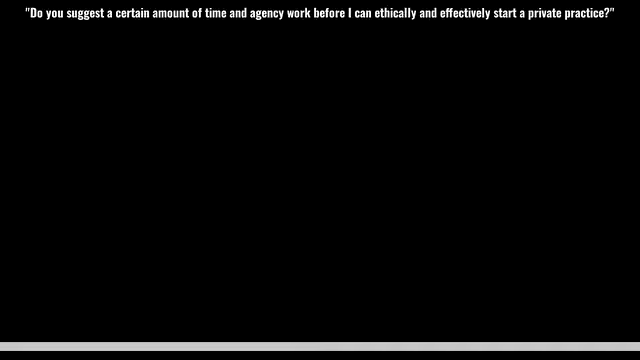 "Do you suggest a certain amount of time and agency work before I can ethically and effectively start a private practice?"